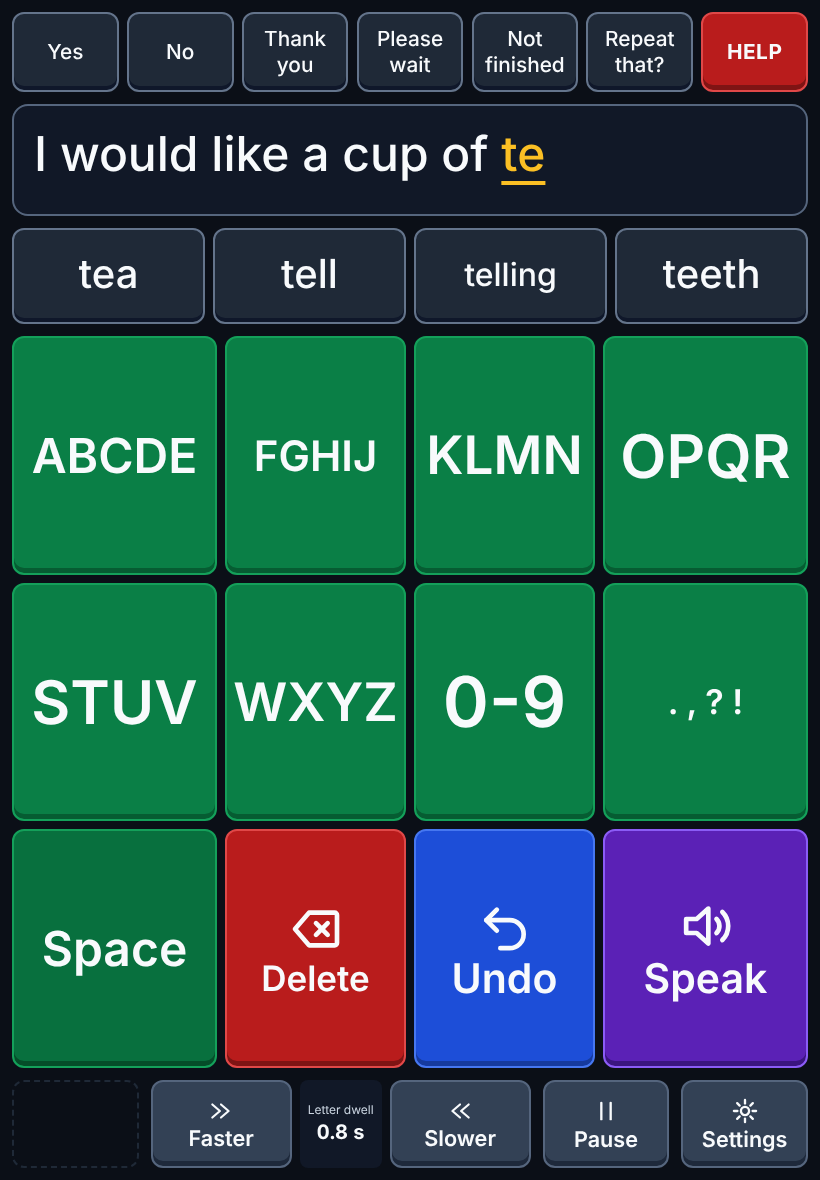 Yes
No
Thank
you
Please
wait
Not
finished
Repeat
that?
HELP
I would like a cup of te
tea
tell
telling
teeth
ABCDE
FGHIJ
KLMN
OPQR
STUV
WXYZ
0-9
. , ? !
Space
Delete
Undo
Speak
Faster
Letter dwell
0.8 s
Slower
Pause
Settings